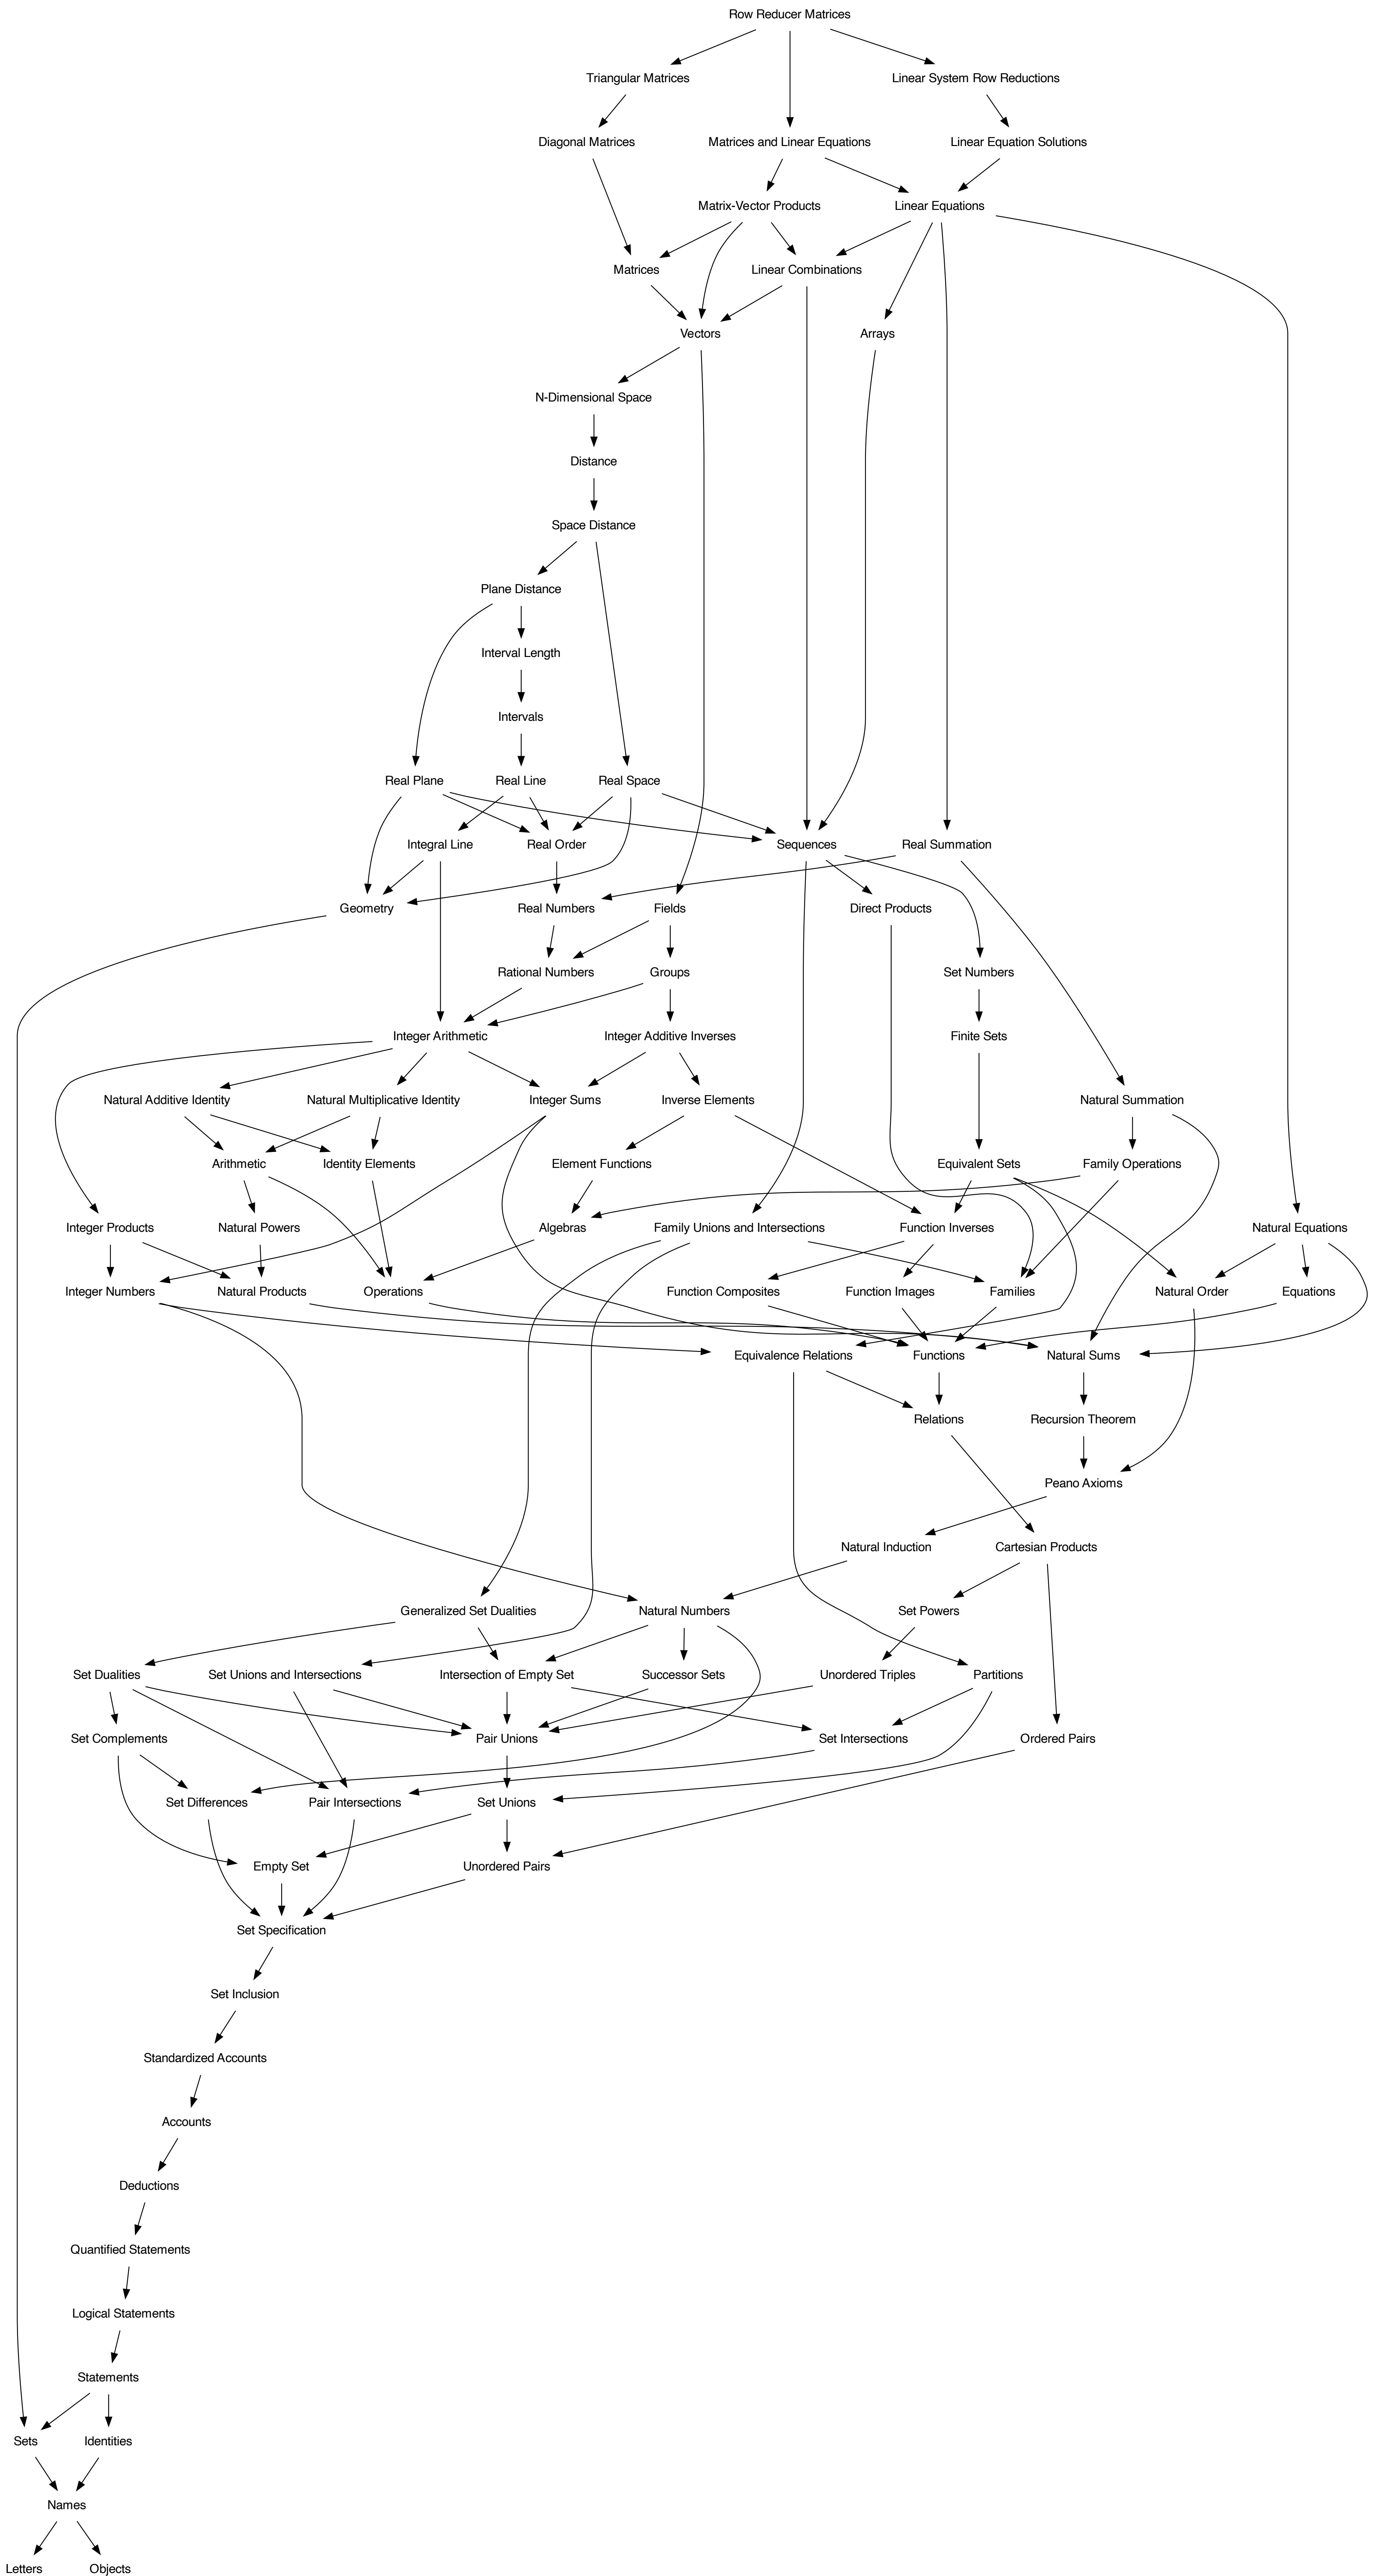 Row Reducer Matrices
Triangular Matrices
Linear System Row Reductions
Diagonal Matrices
Matrices and Linear Equations
Linear Equation Solutions
Matrix-Vector Products
Linear Equations
Matrices
Linear Combinations
Vectors
Arrays
N-Dimensional Space
Distance
Space Distance
Plane Distance
Interval Length
Intervals
Real Plane
Real Line
Real Space
Integral Line
Real Order
Sequences
Real Summation
Geometry
Real Numbers
Fields
Direct Products
Rational Numbers
Groups
Set Numbers
Integer Arithmetic
Integer Additive Inverses
Finite Sets
Natural Additive Identity
Natural Multiplicative Identity
Integer Sums
Inverse Elements
Natural Summation
Arithmetic
Identity Elements
Element Functions
Equivalent Sets
Family Operations
Integer Products
Natural Powers
Algebras
Family Unions and Intersections
Function Inverses
Natural Equations
Integer Numbers
Natural Products
Operations
Function Composites
Function Images
Families
Natural Order
Equations
Equivalence Relations
Functions
Natural Sums
Relations
Recursion Theorem
Peano Axioms
Natural Induction
Cartesian Products
Generalized Set Dualities
Natural Numbers
Set Powers
Set Dualities
Set Unions and Intersections
Intersection of Empty Set
Successor Sets
Unordered Triples
Partitions
Set Complements
Pair Unions
Set Intersections
Ordered Pairs
Set Differences
Pair Intersections
Set Unions
Empty Set
Unordered Pairs
Set Specification
Set Inclusion
Standardized Accounts
Accounts
Deductions
Quantified Statements
Logical Statements
Statements
Sets
Identities
Names
Letters
Objects